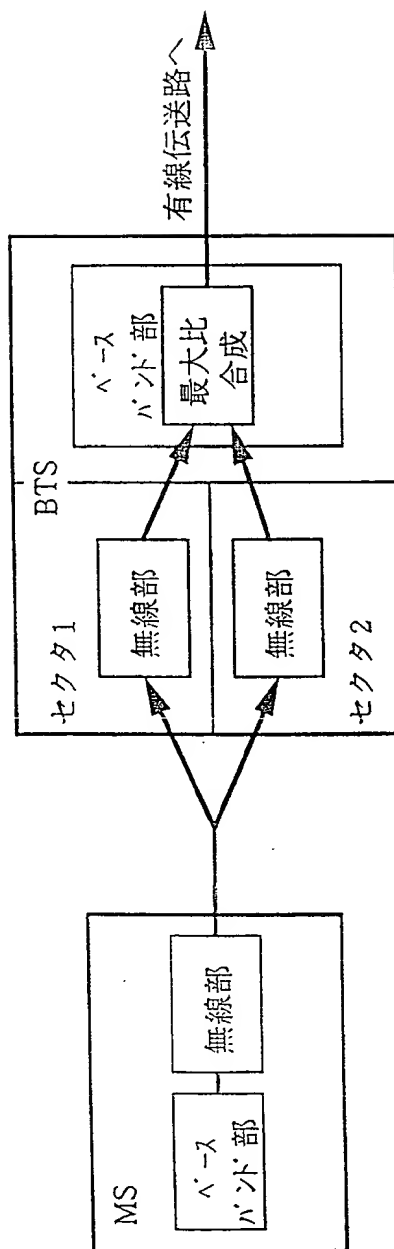 MS
ベース
バンド部
無線部
セクタ1
無線部
セクタ2
無線部
BTS
ベース
バンド部
最大比
合成
有線伝送路へ